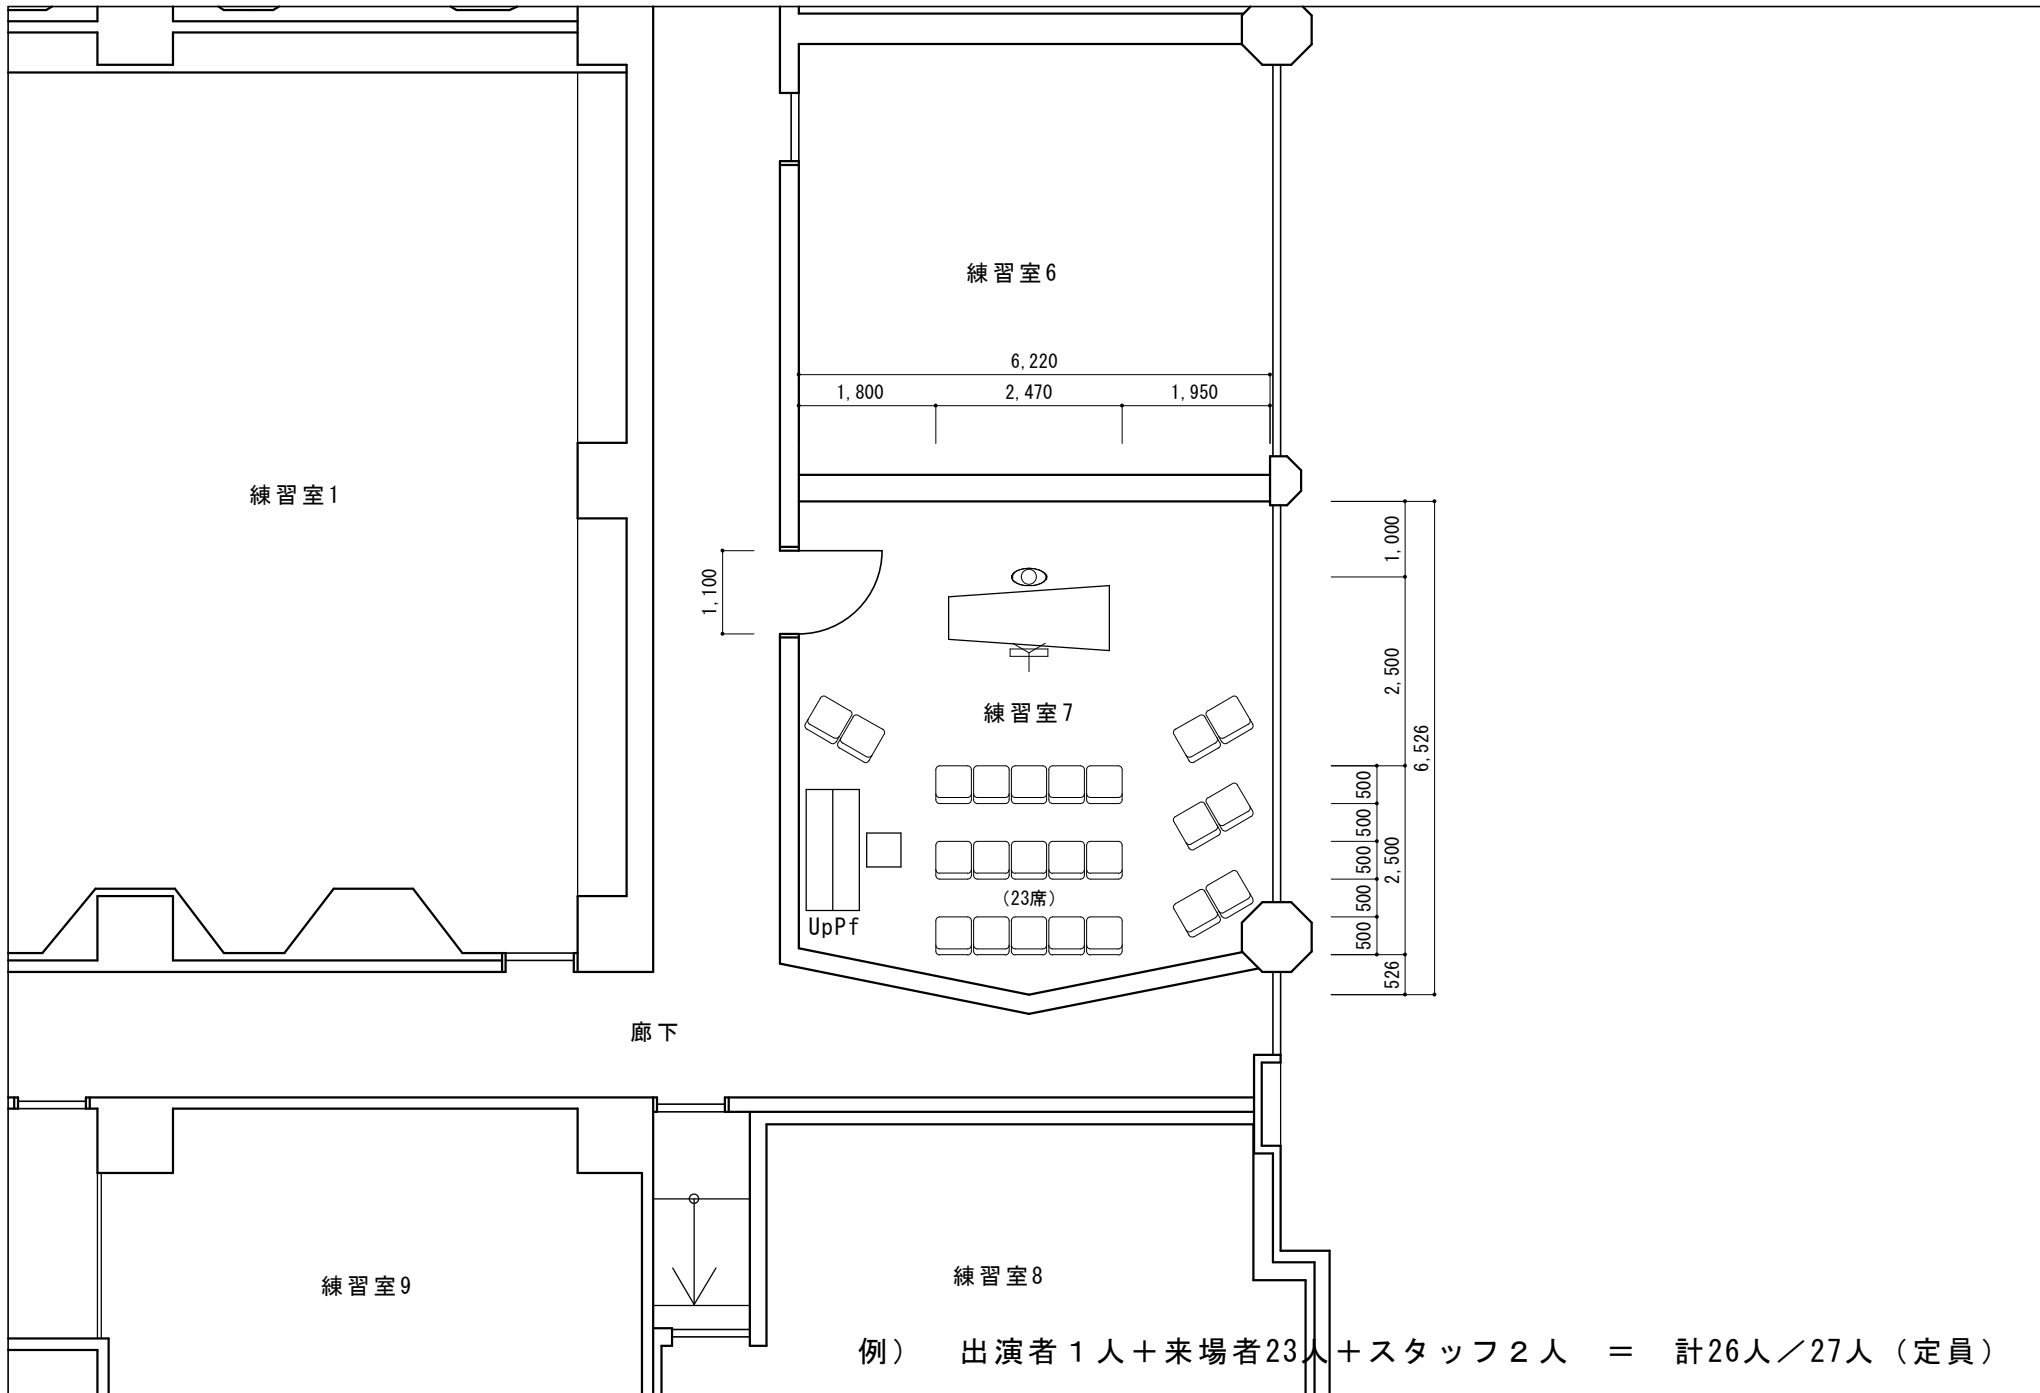 練習室6
6,220
1,800
2,470
1,950
練習室1
1,100
1,000
2,500
6,526
練習室7
500
500
500
500
500
2,500
526
(23席)
UpPf
廊下
練習室9
練習室8
例） 出演者１人＋来場者23人＋スタッフ２人 ＝ 計26人／27人（定員）